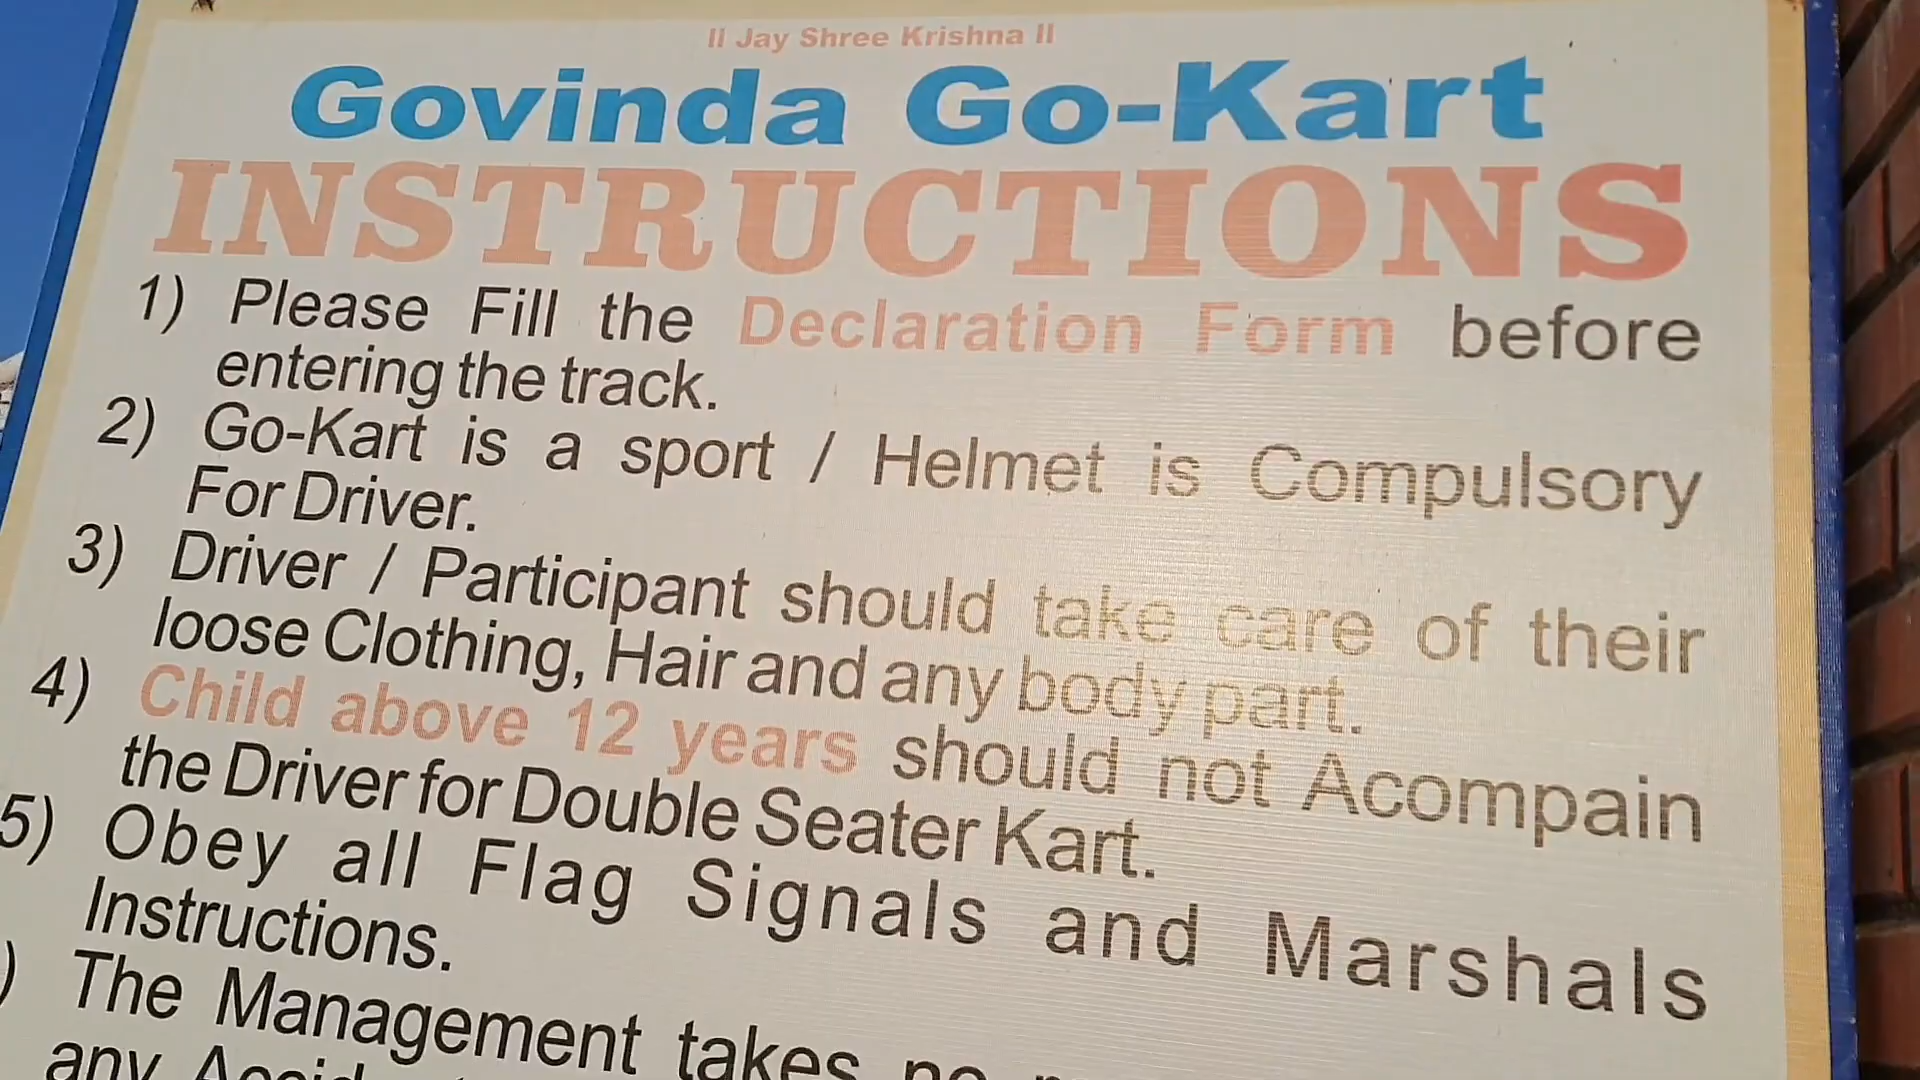 II Jay Shree Krishna II
Govinda Go-Kart
INSTRUCTIONS
1) Please Fill the Declaration Form before
entering the track.
2) Go-Kart is a sport / Helmet is Compulsory
For Driver.
3) Driver / Participant should take care of their
loose Clothing, Hair and any body part.
4) Child above 12 years should not Acompain
the Driver for Double Seater Kart.
5) Obey all Flag Signals and Marshals
Instructions.
) The Management takes no
any